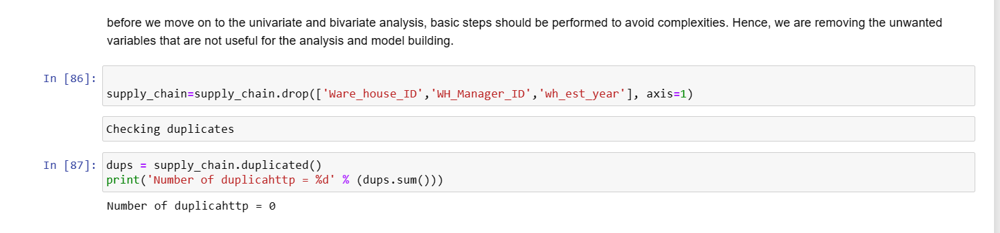 before we move on to the univariate and bivariate analysis, basic steps should be performed to avoid complexities. Hence, we are removing the unwanted
variables that are not useful for the analysis and model building.
In [86]:
supply_chain=supply_chain.drop(['Ware_house_ID','WH_Manager_ID','wh_est_year'], axis=1)
Checking duplicates
In [87]: dups = supply_chain.duplicated()
print('Number of duplicahttp = %d' % (dups.sum()))
Number of duplicahttp = 0